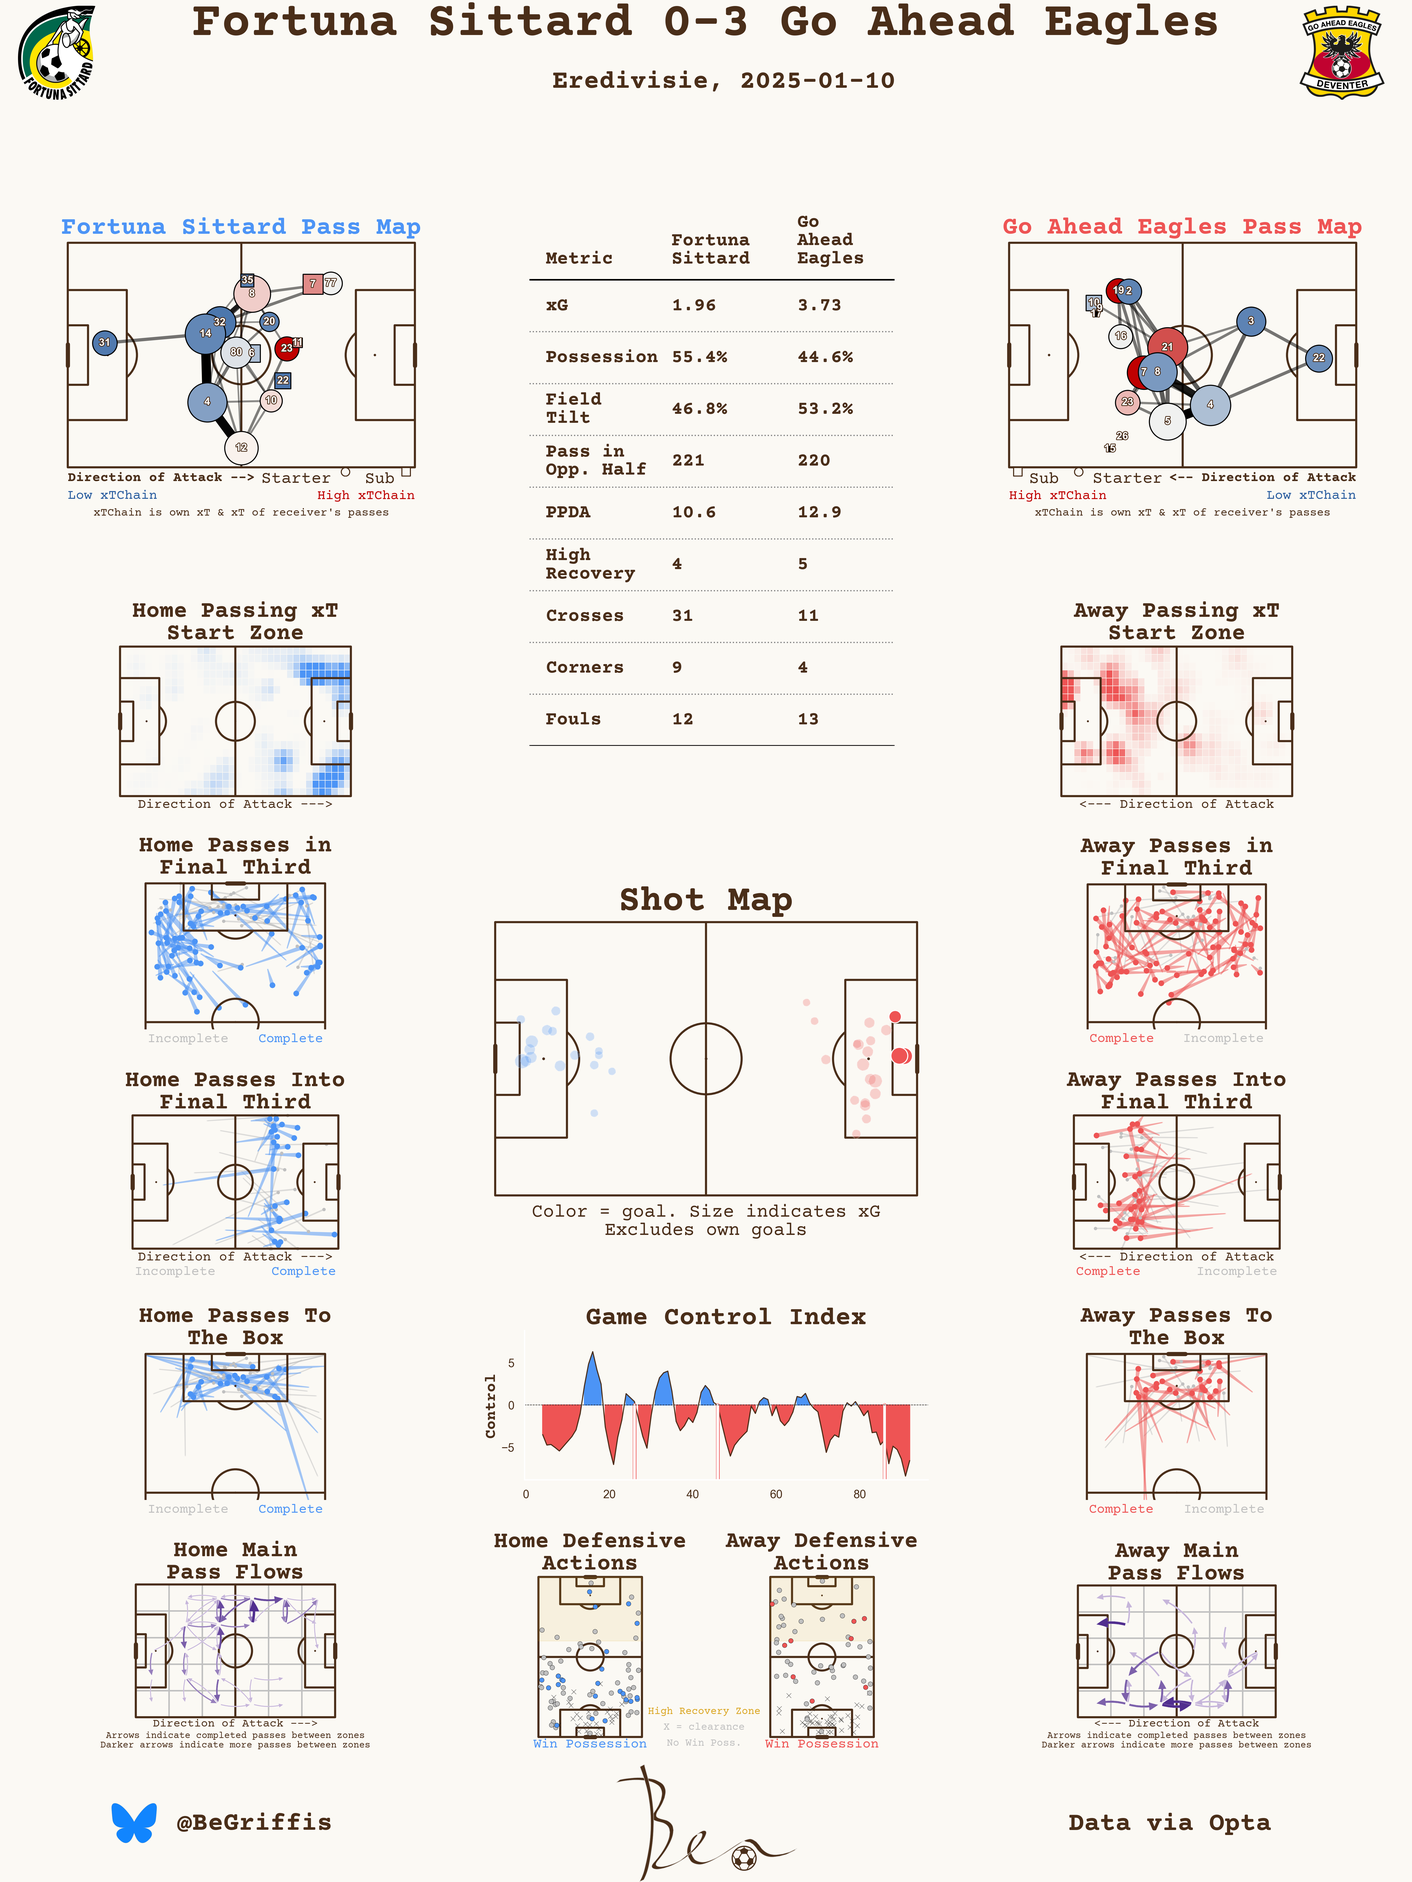 Fortuna Sittard 0-3 Go Ahead Eagles
Eredivisie, 2025-01-10
FORTUNA SITTARD
GO AHEAD EAGLES
DEVENTER
Fortuna Sittard Pass Map
35
8
7
77
32
14
20
31
80
6
23
11
22
4
10
12
Direction of Attack --> Starter Sub
Low xTChain High xTChain
xTChain is own xT & xT of receiver's passes
Metric Fortuna Sittard Go Ahead Eagles
xG 1.96 3.73
Possession 55.4% 44.6%
Field Tilt 46.8% 53.2%
Pass in Opp. Half 221 220
PPDA 10.6 12.9
High Recovery 4 5
Crosses 31 11
Corners 9 4
Fouls 12 13
Go Ahead Eagles Pass Map
19
2
10
16
3
21
22
7
8
23
4
5
26
15
Sub Starter <-- Direction of Attack
High xTChain Low xTChain
xTChain is own xT & xT of receiver's passes
Home Passing xT
Start Zone
Direction of Attack --->
Away Passing xT
Start Zone
<--- Direction of Attack
Home Passes in
Final Third
Incomplete Complete
Shot Map
Color = goal. Size indicates xG
Excludes own goals
Away Passes in
Final Third
Complete Incomplete
Home Passes Into
Final Third
Direction of Attack --->
Incomplete Complete
Away Passes Into
Final Third
<--- Direction of Attack
Complete Incomplete
Home Passes To
The Box
Incomplete Complete
Game Control Index
Control
5
0
−5
0 20 40 60 80
Away Passes To
The Box
Complete Incomplete
Home Main
Pass Flows
Direction of Attack --->
Arrows indicate completed passes between zones
Darker arrows indicate more passes between zones
Home Defensive
Actions
Win Possession
High Recovery Zone
X = clearance
No Win Poss.
Away Defensive
Actions
Win Possession
Away Main
Pass Flows
<--- Direction of Attack
Arrows indicate completed passes between zones
Darker arrows indicate more passes between zones
@BeGriffis
Ben
Data via Opta